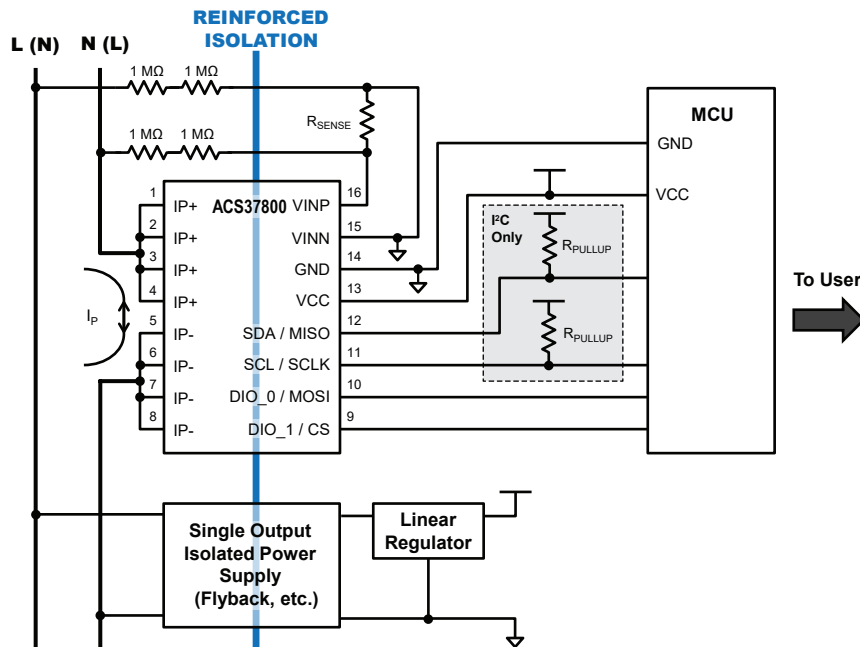 REINFORCED
ISOLATION
L (N)
N (L)
1 MΩ
1 MΩ
RSENSE
1 MΩ
1 MΩ
MCU
GND
VCC
ACS37800
1
IP+
2
IP+
3
IP+
4
IP+
5
IP-
6
IP-
7
IP-
8
IP-
IP
VINP
16
VINN
15
GND
14
VCC
13
SDA / MISO
12
SCL / SCLK
11
DIO_0 / MOSI
10
DIO_1 / CS
9
I²C
Only
RPULLUP
RPULLUP
To User
Single Output
Isolated Power
Supply
(Flyback, etc.)
Linear
Regulator